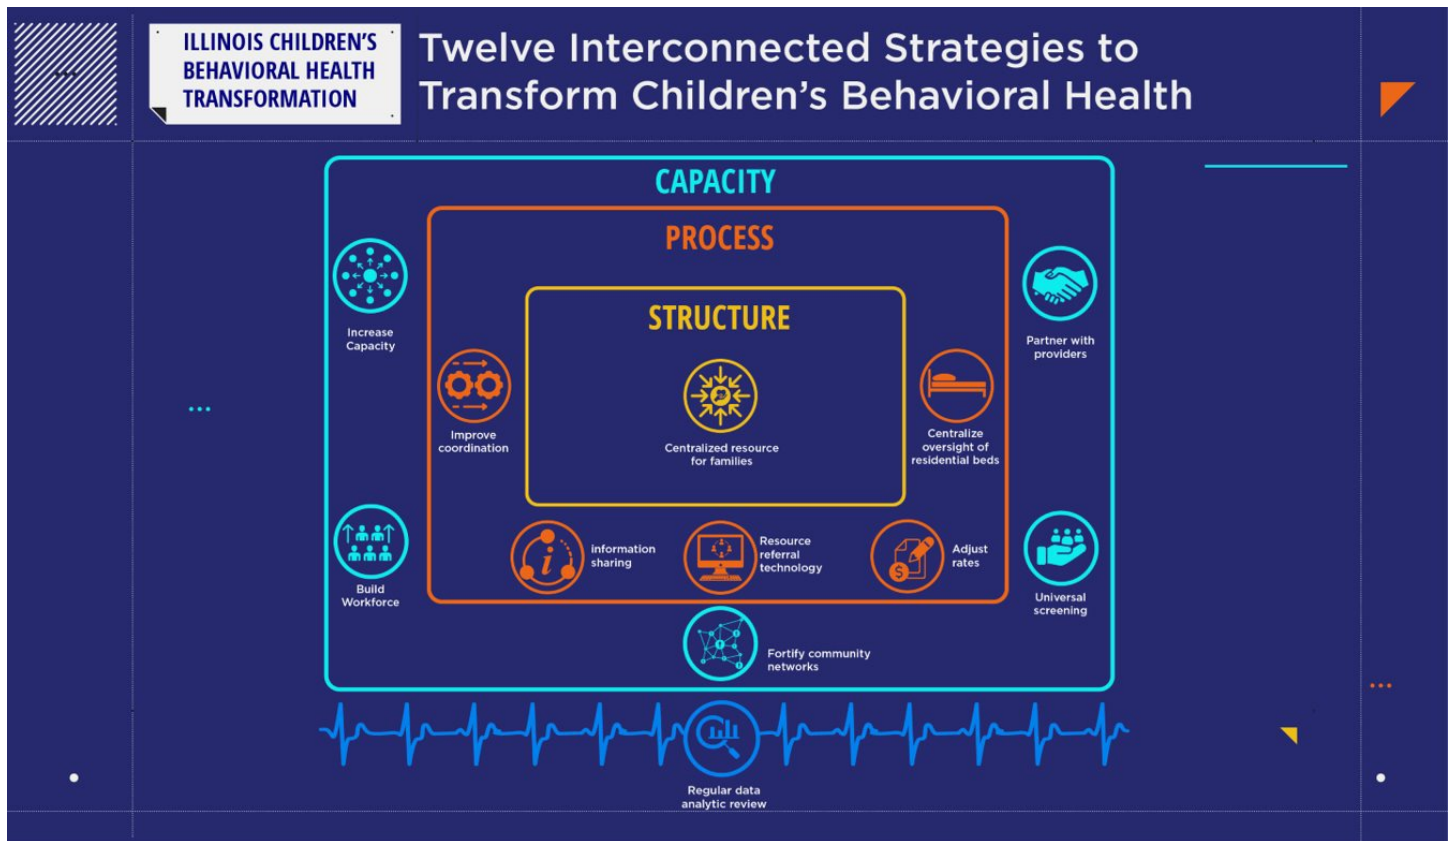 ILLINOIS CHILDREN'S
BEHAVIORAL HEALTH
TRANSFORMATION
Twelve Interconnected Strategies to
Transform Children's Behavioral Health
CAPACITY
PROCESS
STRUCTURE
Increase
Capacity
Partner with
providers
Improve
coordination
Centralized resource
for families
Centralize
oversight of
residential beds
Information
sharing
Resource
referral
technology
Adjust
rates
Build
Workforce
Universal
screening
Fortify community
networks
Regular data
analytic review